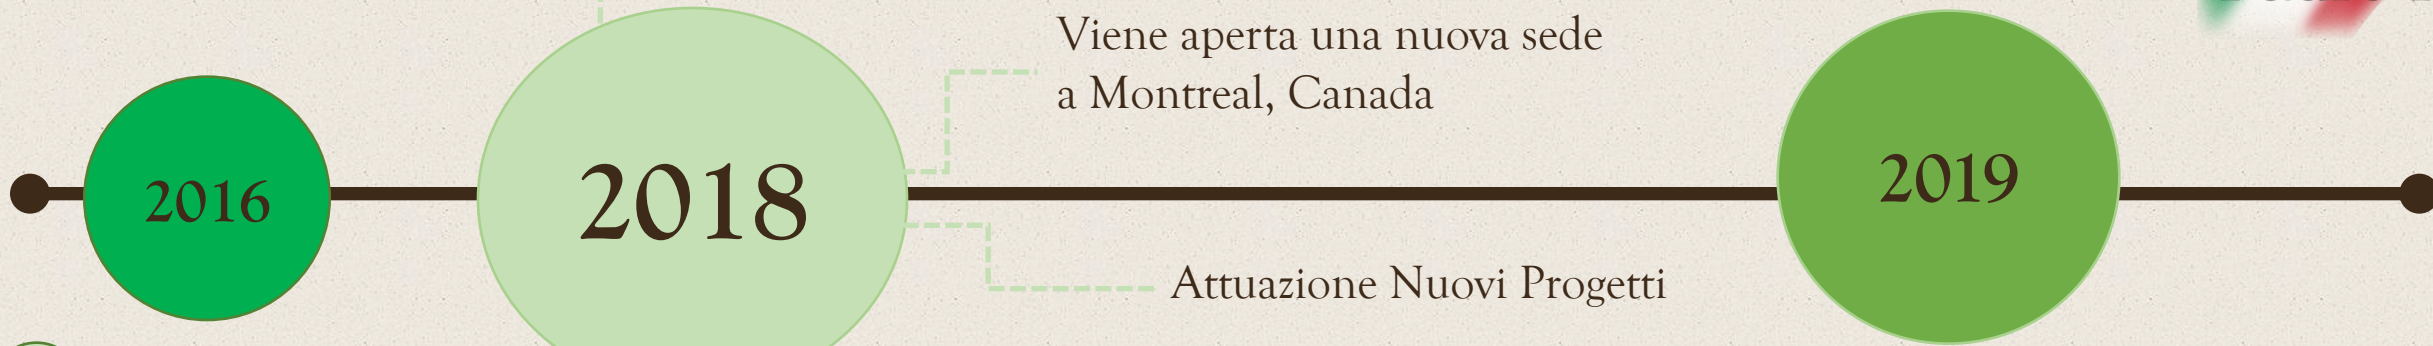 Viene aperta una nuova sede
a Montreal, Canada
2016
2018
2019
Attuazione Nuovi Progetti